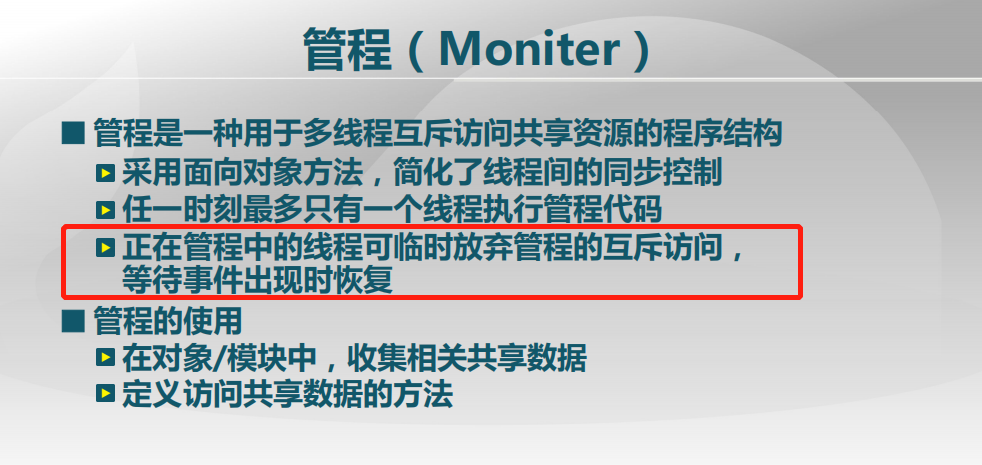 管程（Moniter）
管程是一种用于多线程互斥访问共享资源的程序结构
采用面向对象方法，简化了线程间的同步控制
任一时刻最多只有一个线程执行管程代码
正在管程中的线程可临时放弃管程的互斥访问，
等待事件出现时恢复
管程的使用
在对象/模块中，收集相关共享数据
定义访问共享数据的方法